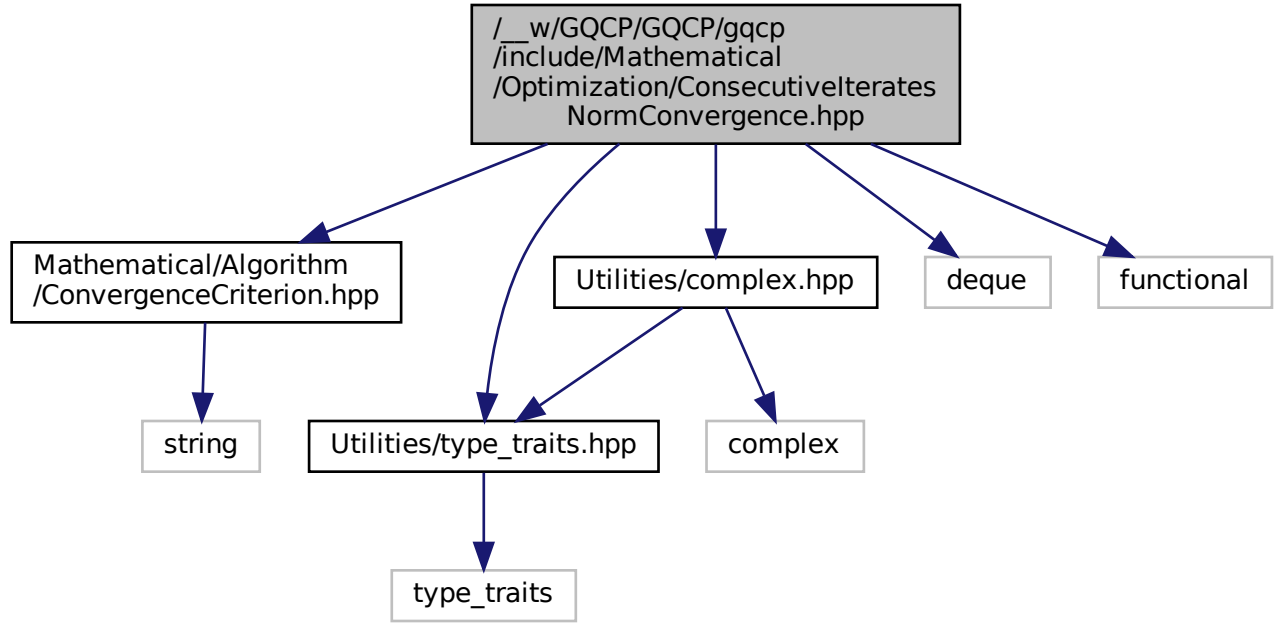 /__w/GQCP/GQCP/gqcp
/include/Mathematical
/Optimization/ConsecutiveIterates
NormConvergence.hpp
Mathematical/Algorithm
/ConvergenceCriterion.hpp
Utilities/complex.hpp
deque
functional
string
Utilities/type_traits.hpp
complex
type_traits